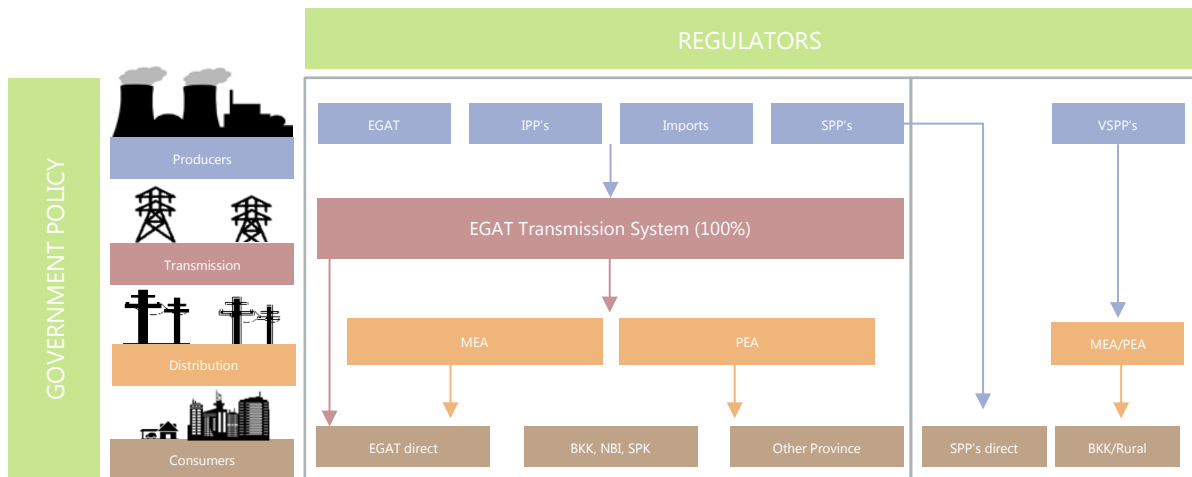 REGULATORS
GOVERNMENT POLICY
EGAT
IPP's
Imports
SPP's
VSPP's
Producers
EGAT Transmission System (100%)
Transmission
MEA
PEA
MEA/PEA
Distribution
EGAT direct
BKK, NBI, SPK
Other Province
SPP's direct
BKK/Rural
Consumers